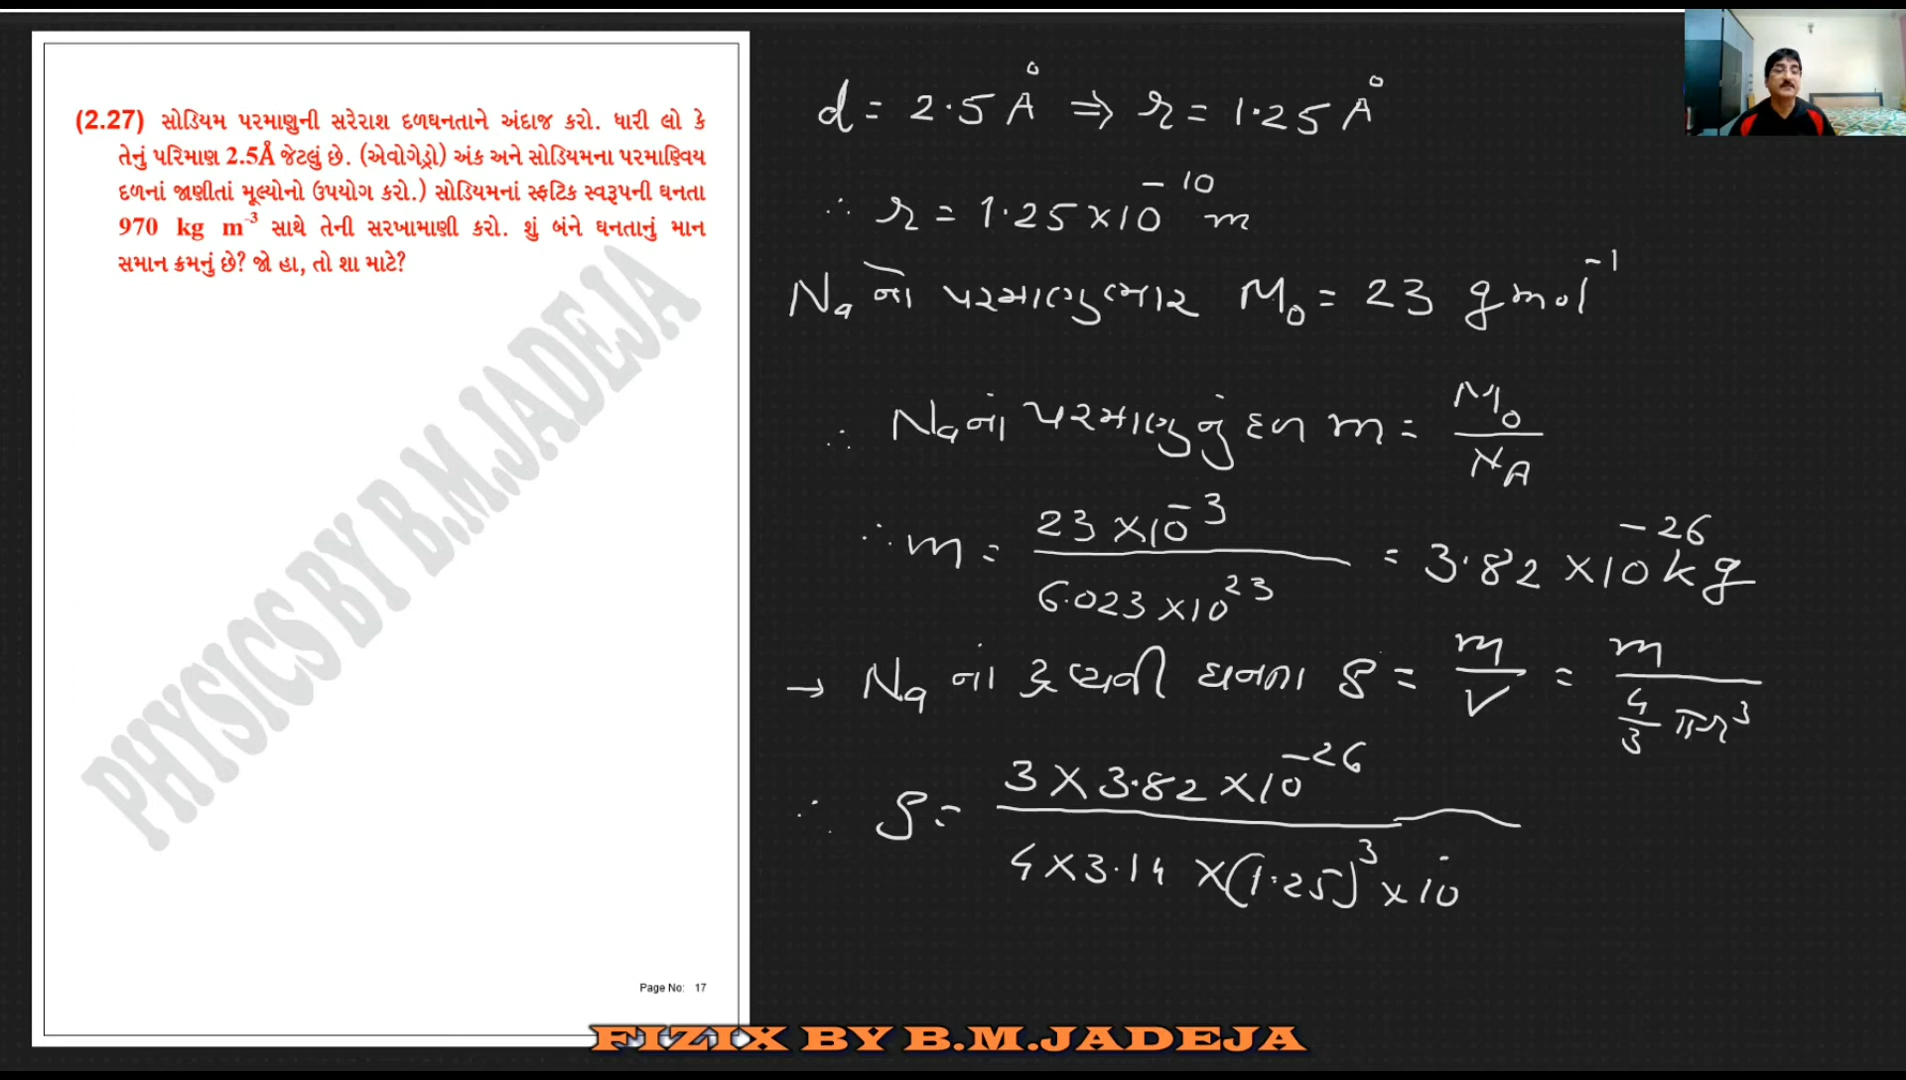 (2.27) સોડિયમ પરમાણુની સરેરાશ દળઘનતાને અંદાજ કરો. ધારી લો કે
તેનું પરિમાણ 2.5Å જેટલું છે. (એવોગેડ્રો) અંક અને સોડિયમના પરમાણ્વિય
દળનાં જાણીતાં મૂલ્યોનો ઉપયોગ કરો.) સોડિયમનાં સ્ફટિક સ્વરૂપની ઘનતા
970 kg m⁻³ સાથે તેની સરખામાણી કરો. શું બંને ઘનતાનું માન
સમાન ક્રમનું છે? જો હા, તો શા માટે?
PHYSICS BY B.M.JADEJA
Page No: 17
d = 2.5 Å ⇒ r = 1.25 Å
∴ r = 1.25 × 10⁻¹⁰ m
Na નો પરમાણુભાર M₀ = 23 g mol⁻¹
∴ Na નાં પરમાણુનું દળ m = M₀ / N_A
∴ m = 23 × 10⁻³ / 6.023 × 10²³ = 3.82 × 10⁻²⁶ kg
→ Na નાં દ્રવ્યની ઘનતા ρ = m / V = m / (4/3 πr³)
∴ ρ = 3 × 3.82 × 10⁻²⁶ / 4 × 3.14 × (1.25)³ × 10⁻
FIZIX BY B.M.JADEJA